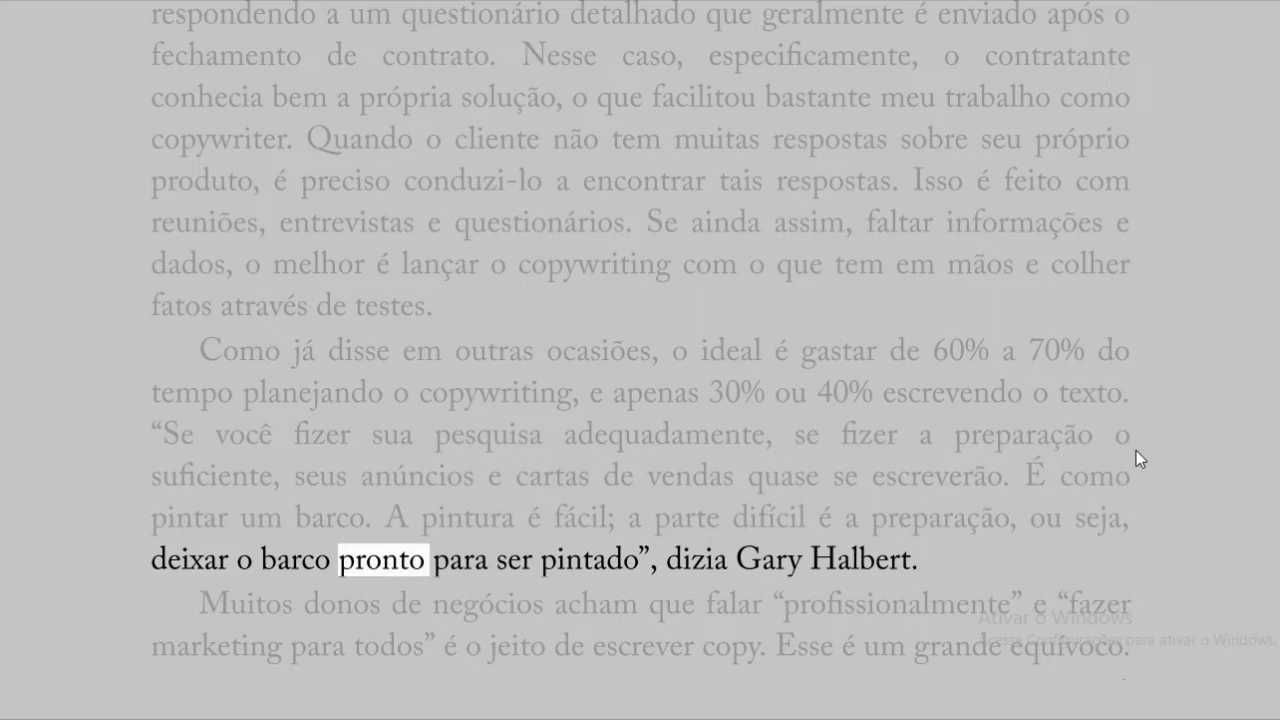 respondendo a um questionário detalhado que geralmente é enviado após o
fechamento de contrato. Nesse caso, especificamente, o contratante
conhecia bem a própria solução, o que facilitou bastante meu trabalho como
copywriter. Quando o cliente não tem muitas respostas sobre seu próprio
produto, é preciso conduzi-lo a encontrar tais respostas. Isso é feito com
reuniões, entrevistas e questionários. Se ainda assim, faltar informações e
dados, o melhor é lançar o copywriting com o que tem em mãos e colher
fatos através de testes.
Como já disse em outras ocasiões, o ideal é gastar de 60% a 70% do
tempo planejando o copywriting, e apenas 30% ou 40% escrevendo o texto.
“Se você fizer sua pesquisa adequadamente, se fizer a preparação o
suficiente, seus anúncios e cartas de vendas quase se escreverão. É como
pintar um barco. A pintura é fácil; a parte difícil é a preparação, ou seja,
deixar o barco pronto para ser pintado”, dizia Gary Halbert.
Muitos donos de negócios acham que falar “profissionalmente” e “fazer
marketing para todos” é o jeito de escrever copy. Esse é um grande equívoco.
Ativar o Windows
Acesse Configurações para ativar o Windows.